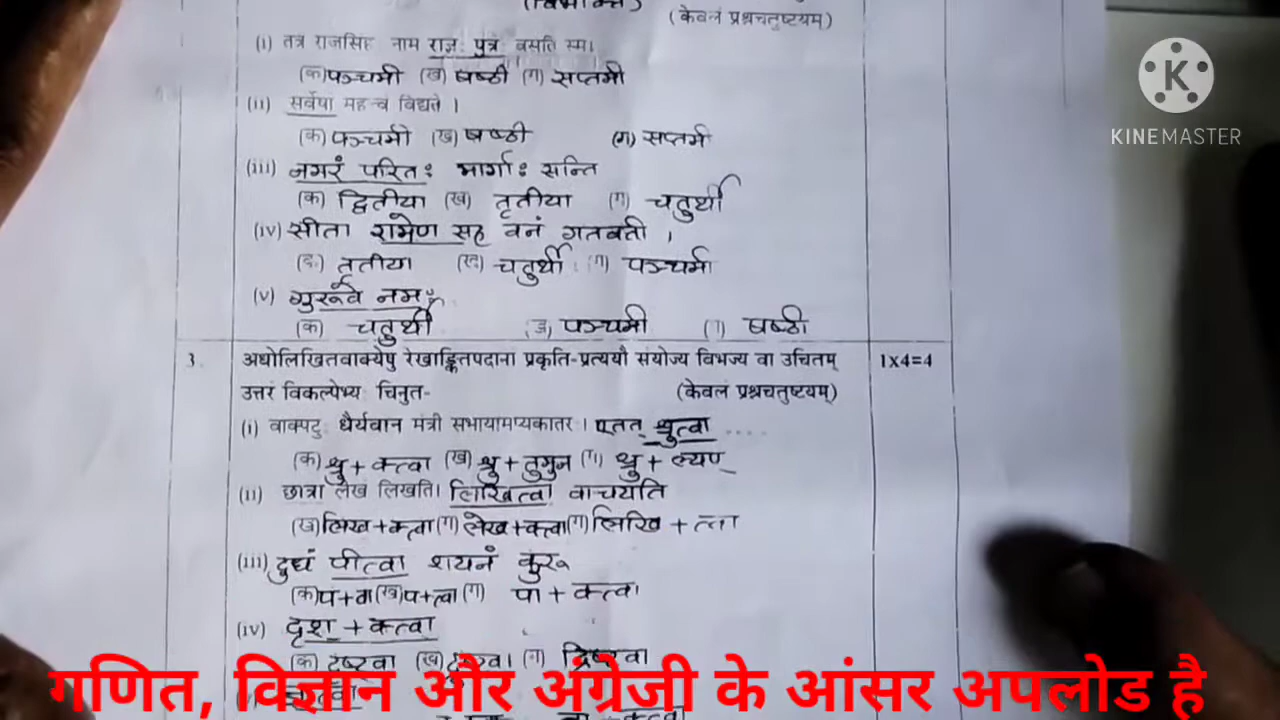 (विभक्ति)
(केवलं प्रश्नचतुष्टयम्)
(i) तत्र राजसिंह नाम राज्ञः पुत्रः वसति स्म।
(क) पञ्चमी (ख) षष्ठी (ग) सप्तमी
(ii) सर्वेषा महत्व विद्यते ।
(क) पञ्चमी (ख) षष्ठी (ग) सप्तमी
(iii) नगरं परितः मार्गाः सन्ति
(क) द्वितीया (ख) तृतीया (ग) चतुर्थी
(iv) सीता रामेण सह वनं गतवती ।
(क) तृतीया (ख) चतुर्थी (ग) पञ्चमी
(v) गुरूवे नमः
(क) चतुर्थी पञ्चमी षष्ठी
3. अधोलिखितवाक्येषु रेखाङ्कितपदाना प्रकृति-प्रत्ययौ संयोज्य विभज्य वा उचितम् 1x4=4
उत्तरं विकल्पेभ्य चिनुत- (केवलं प्रश्नचतुष्टयम्)
(i) वाक्पटु धैर्यवान मंत्री सभायामप्यकातर । एतत् श्रुत्वा ....
(क) श्रु + क्त्वा (ख) श्रु + तुमुन (ग) श्रु + ल्यप्
(ii) छात्रा लेख लिखति। लिखित्वा वाचयति
(ख) लिख + क्त्वा (ग) लेख + क्त्वा (ग) लिखि + त्वा
(iii) दुग्धं पीत्वा शयनं कुरू
(क) प + वा (ख) प + त्वा (ग) पा + क्त्वा
(iv) दृश + क्त्वा
(क) (ख) (ग)
गणित, विज्ञान और अंग्रेजी के आंसर अपलोड है
K
KINEMASTER